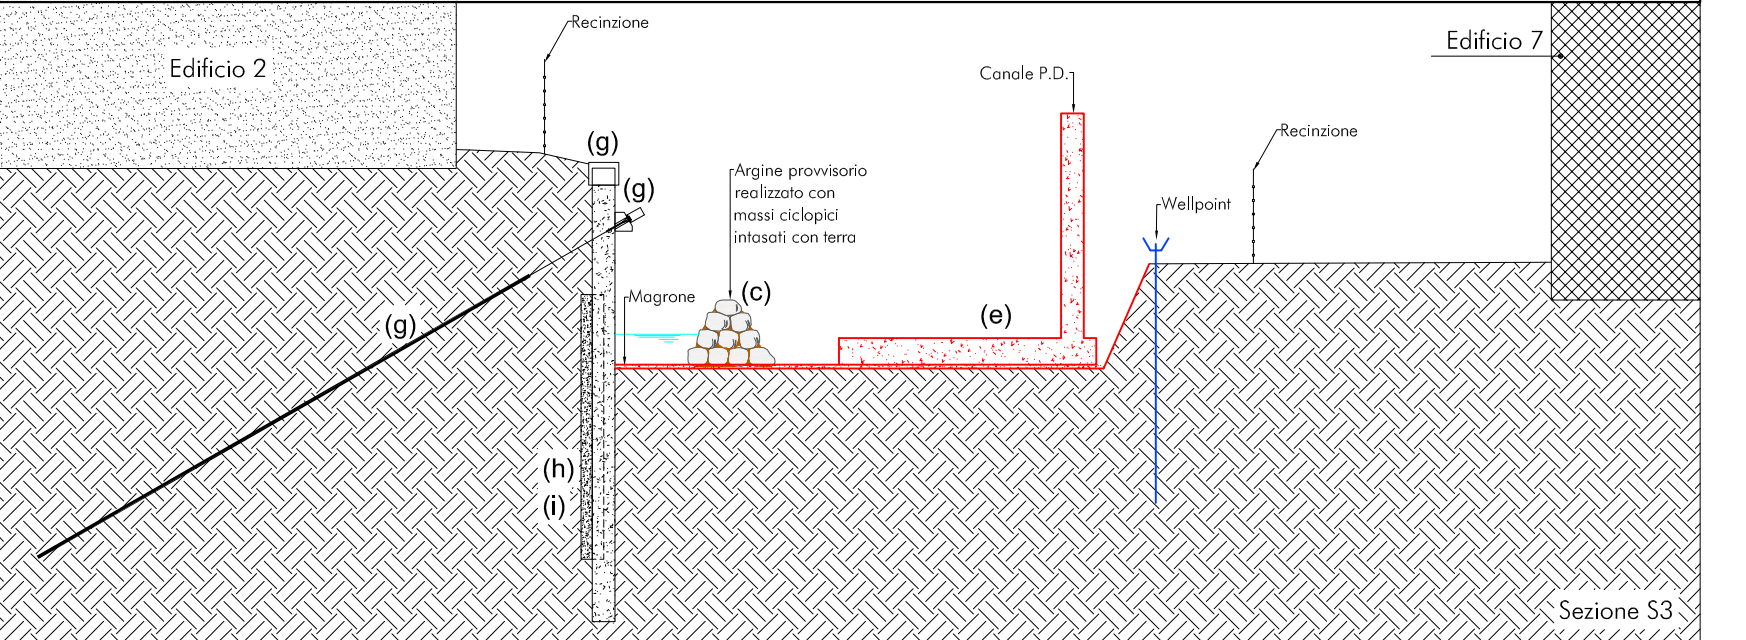 Recinzione
Edificio 2
Edificio 7
Canale P.D.
Recinzione
(g)
(g)
Argine provvisorio
realizzato con
massi ciclopici
intasati con terra
Wellpoint
Magrone
(c)
(e)
(g)
(h)
(i)
Sezione S3